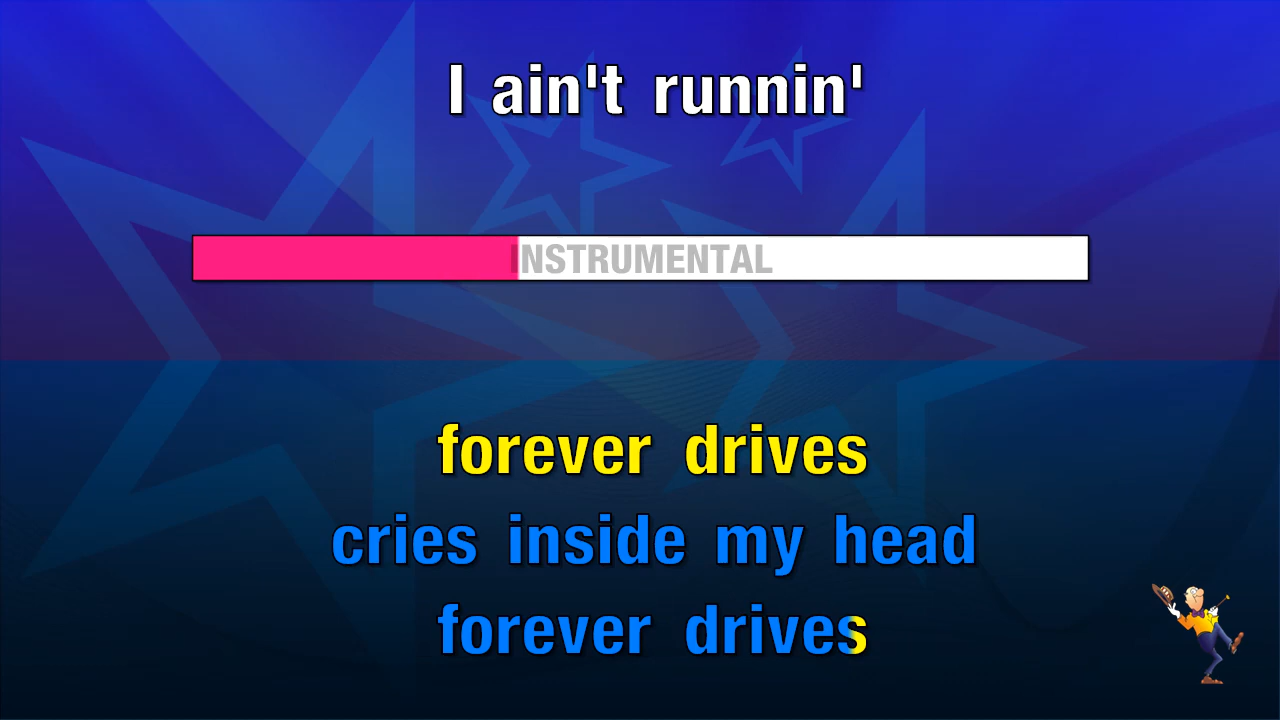 I ain't runnin'
INSTRUMENTAL
forever drives
cries inside my head
forever drives